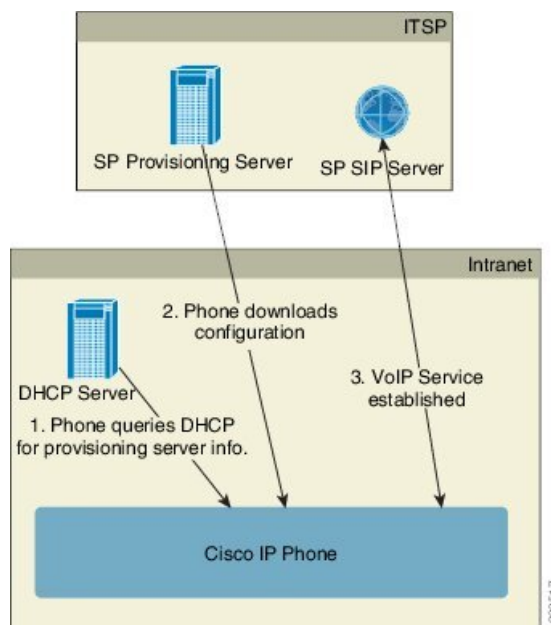 ITSP
SP Provisioning Server
SP SIP Server
Intranet
2. Phone downloads
configuration
DHCP Server
3. VoIP Service
established
1. Phone queries DHCP
for provisioning server info.
Cisco IP Phone